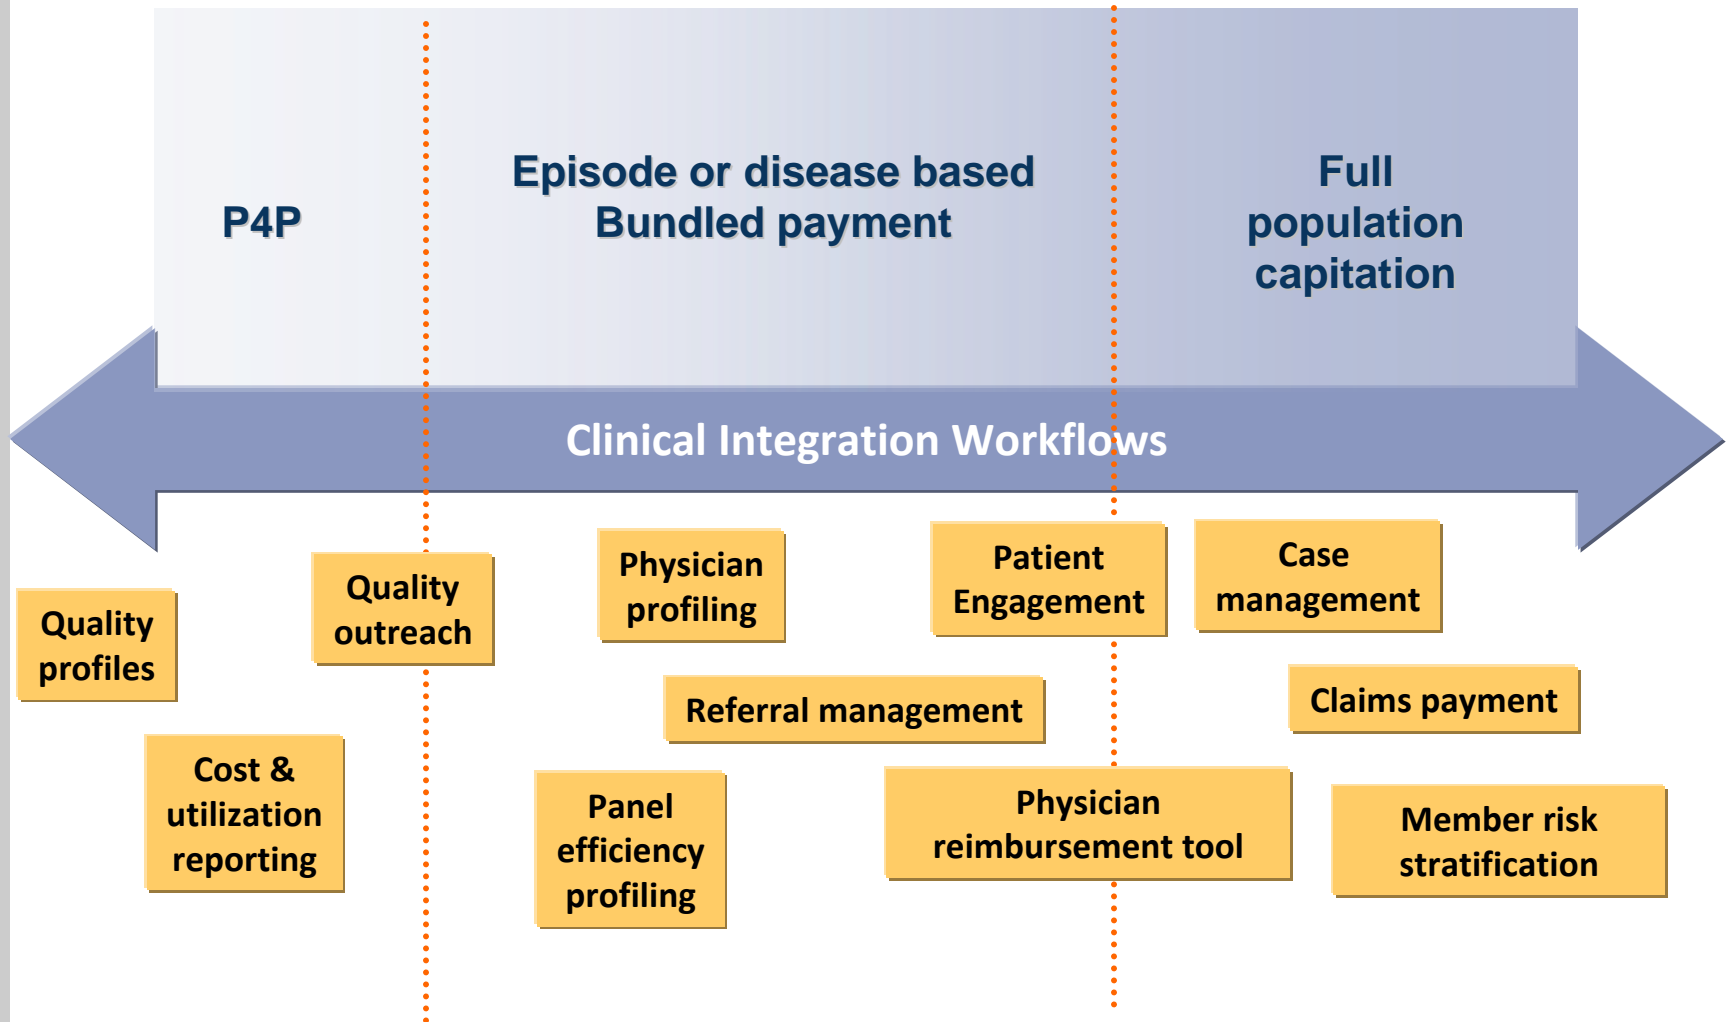 P4P
Episode or disease based
Bundled payment
Full
population
capitation
Clinical Integration Workflows
Quality
profiles
Quality
outreach
Physician
profiling
Patient
Engagement
Case
management
Referral management
Claims payment
Cost &
utilization
reporting
Panel
efficiency
profiling
Physician
reimbursement tool
Member risk
stratification